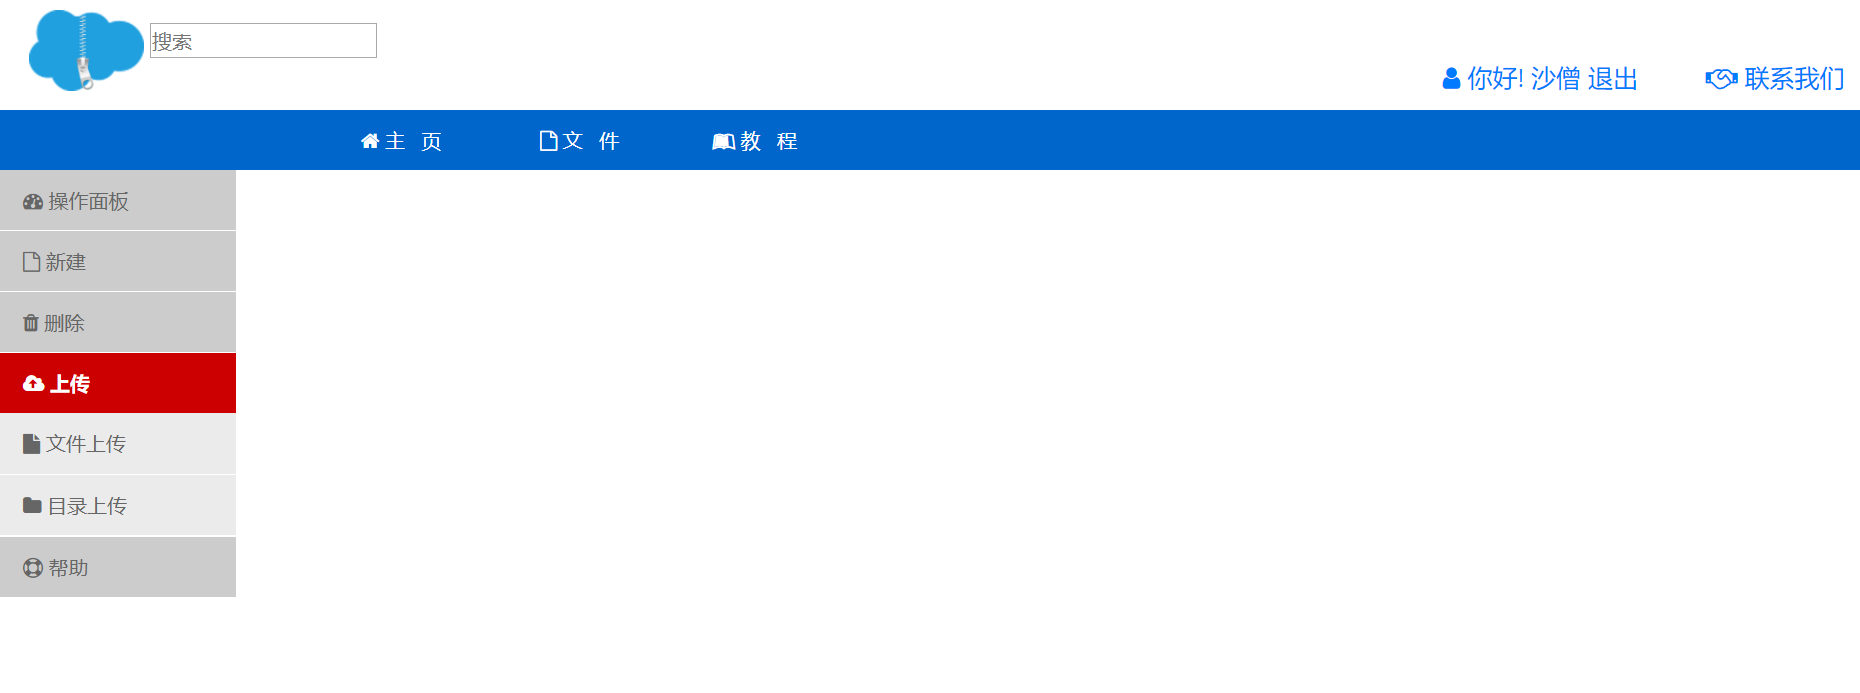 搜索
你好! 沙僧 退出 联系我们
主 页 文 件 教 程
操作面板
新建
删除
上传
文件上传
目录上传
帮助